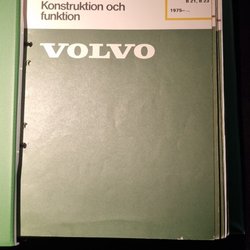 Konstruktion och
funktion
B 21, B 23
1975-...
VOLVO